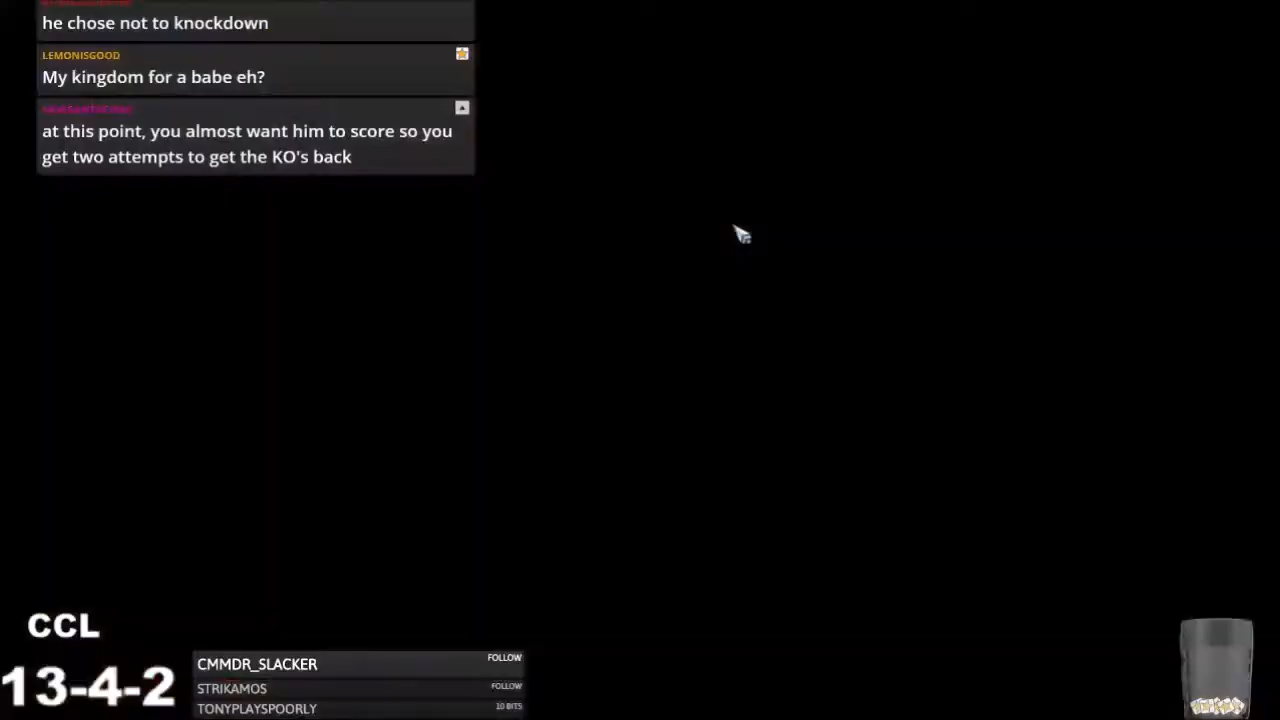 he chose not to knockdown
LEMONISGOOD
My kingdom for a babe eh?
at this point, you almost want him to score so you
get two attempts to get the KO's back
CCL
13-4-2
CMMDR_SLACKER FOLLOW
STRIKAMOS FOLLOW
TONYPLAYSPOORLY 10 BITS